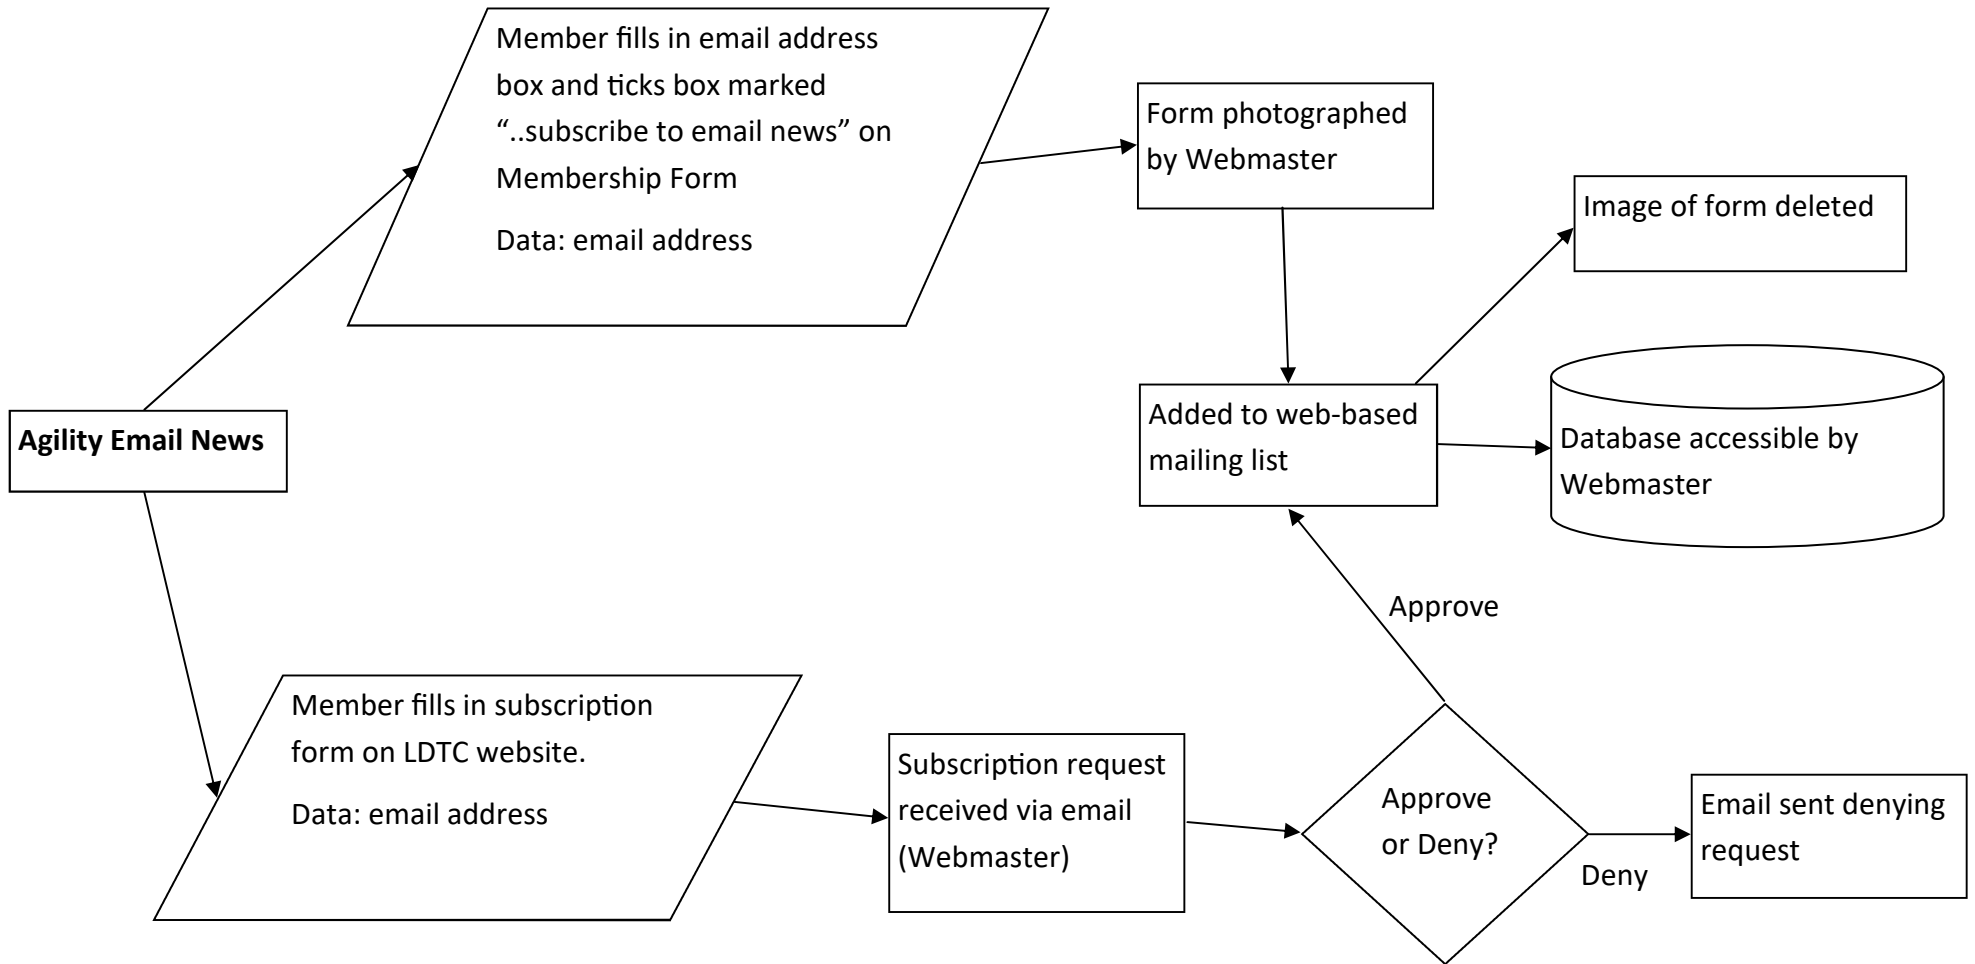 Member fills in email address
box and ticks box marked
“..subscribe to email news” on
Membership Form
Data: email address
Form photographed
by Webmaster
Image of form deleted
Agility Email News
Added to web-based
mailing list
Database accessible by
Webmaster
Approve
Member fills in subscription
form on LDTC website.
Data: email address
Subscription request
received via email
(Webmaster)
Approve
or Deny?
Deny
Email sent denying
request